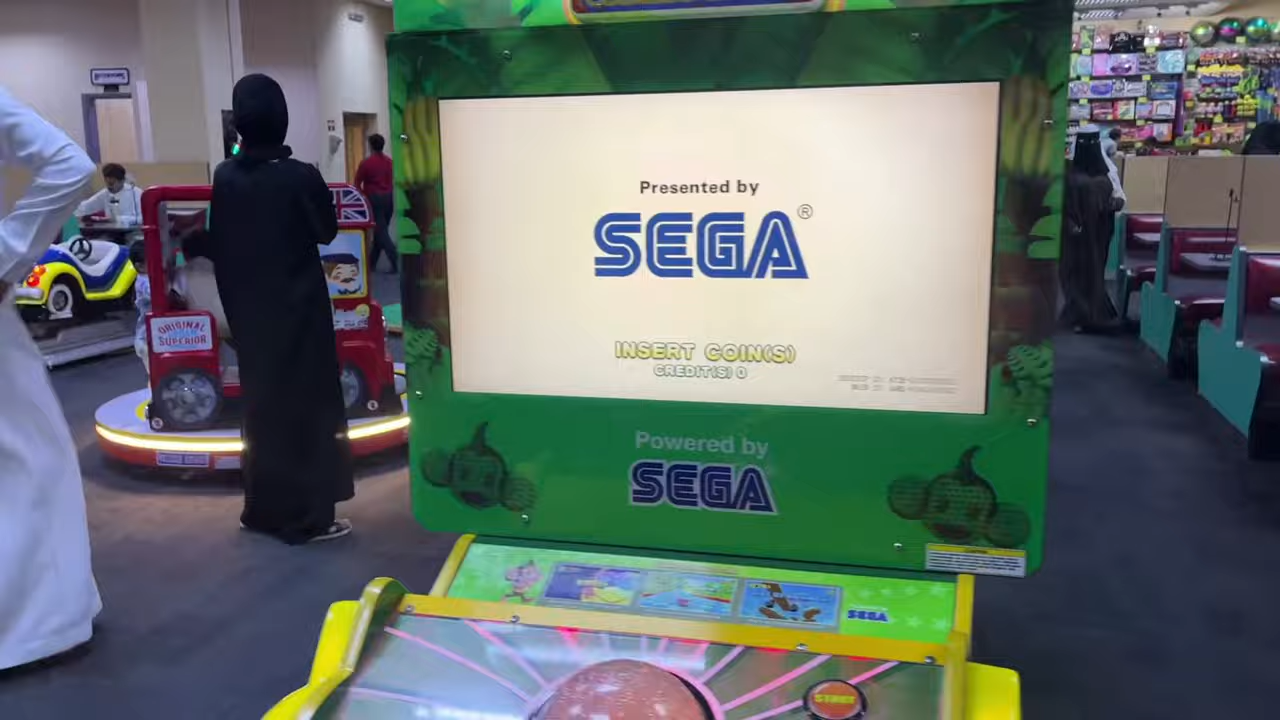 Presented by
SEGA®
INSERT COIN(S)
CREDIT(S) 0
Powered by
SEGA
SEGA
START
ORIGINAL
SUPERIOR